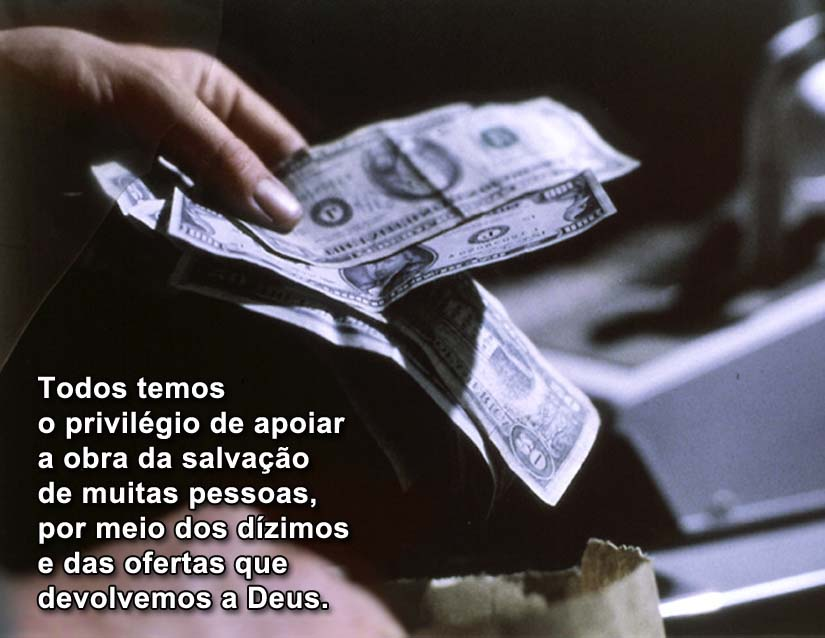 Todos temos
o privilégio de apoiar
a obra da salvação
de muitas pessoas,
por meio dos dízimos
e das ofertas que
devolvemos a Deus.